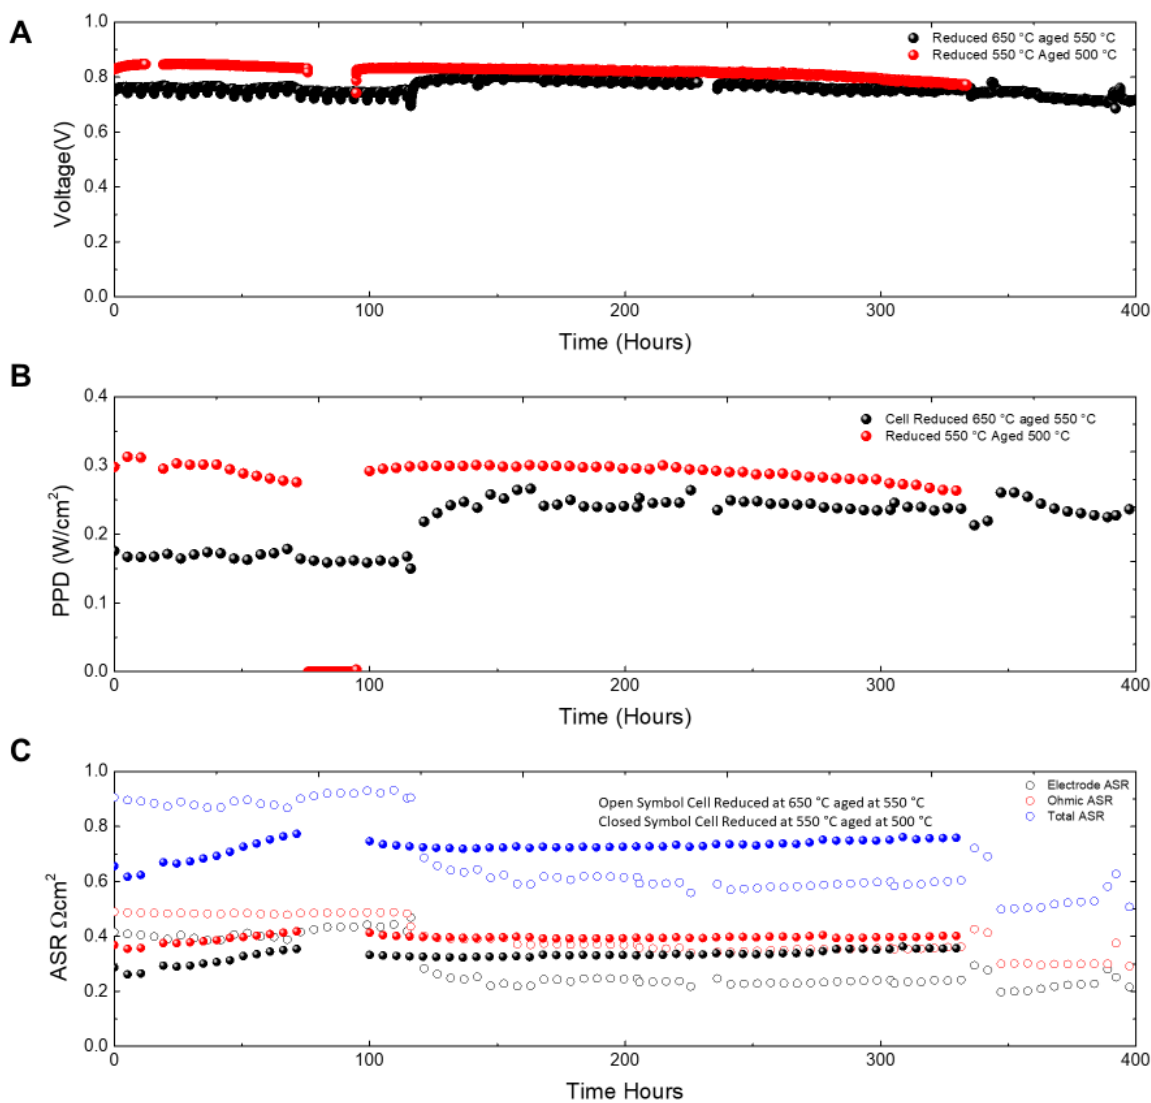 A
1.0
0.8
0.6
0.4
0.2
0.0
Voltage(V)
Reduced 650 °C aged 550 °C
Reduced 550 °C Aged 500 °C
0 100 200 300 400
Time (Hours)
B
0.4
0.3
0.2
0.1
0.0
PPD (W/cm²)
Cell Reduced 650 °C aged 550 °C
Reduced 550 °C Aged 500 °C
0 100 200 300 400
Time (Hours)
C
1.0
0.8
0.6
0.4
0.2
0.0
ASR Ωcm²
Open Symbol Cell Reduced at 650 °C aged at 550 °C
Closed Symbol Cell Reduced at 550 °C aged at 500 °C
Electrode ASR
Ohmic ASR
Total ASR
0 100 200 300 400
Time Hours